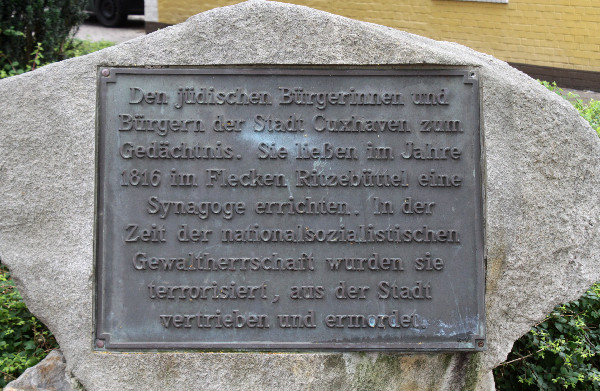 Den jüdischen Bürgerinnen und
Bürgern der Stadt Cuxhaven zum
Gedächtnis. Sie ließen im Jahre
1816 im Flecken Ritzebüttel eine
Synagoge errichten. In der
Zeit der nationalsozialistischen
Gewaltherrschaft wurden sie
terrorisiert, aus der Stadt
vertrieben und ermordet.